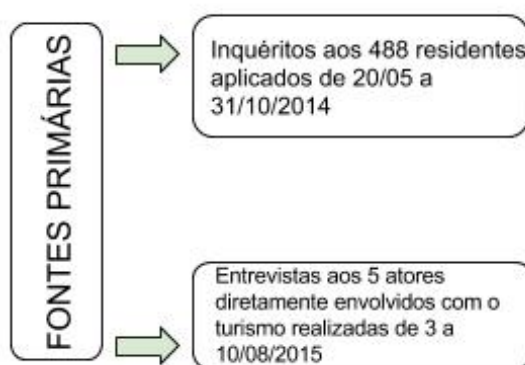 FONTES PRIMÁRIAS
Inquéritos aos 488 residentes
aplicados de 20/05 a
31/10/2014
Entrevistas aos 5 atores
diretamente envolvidos com o
turismo realizadas de 3 a
10/08/2015